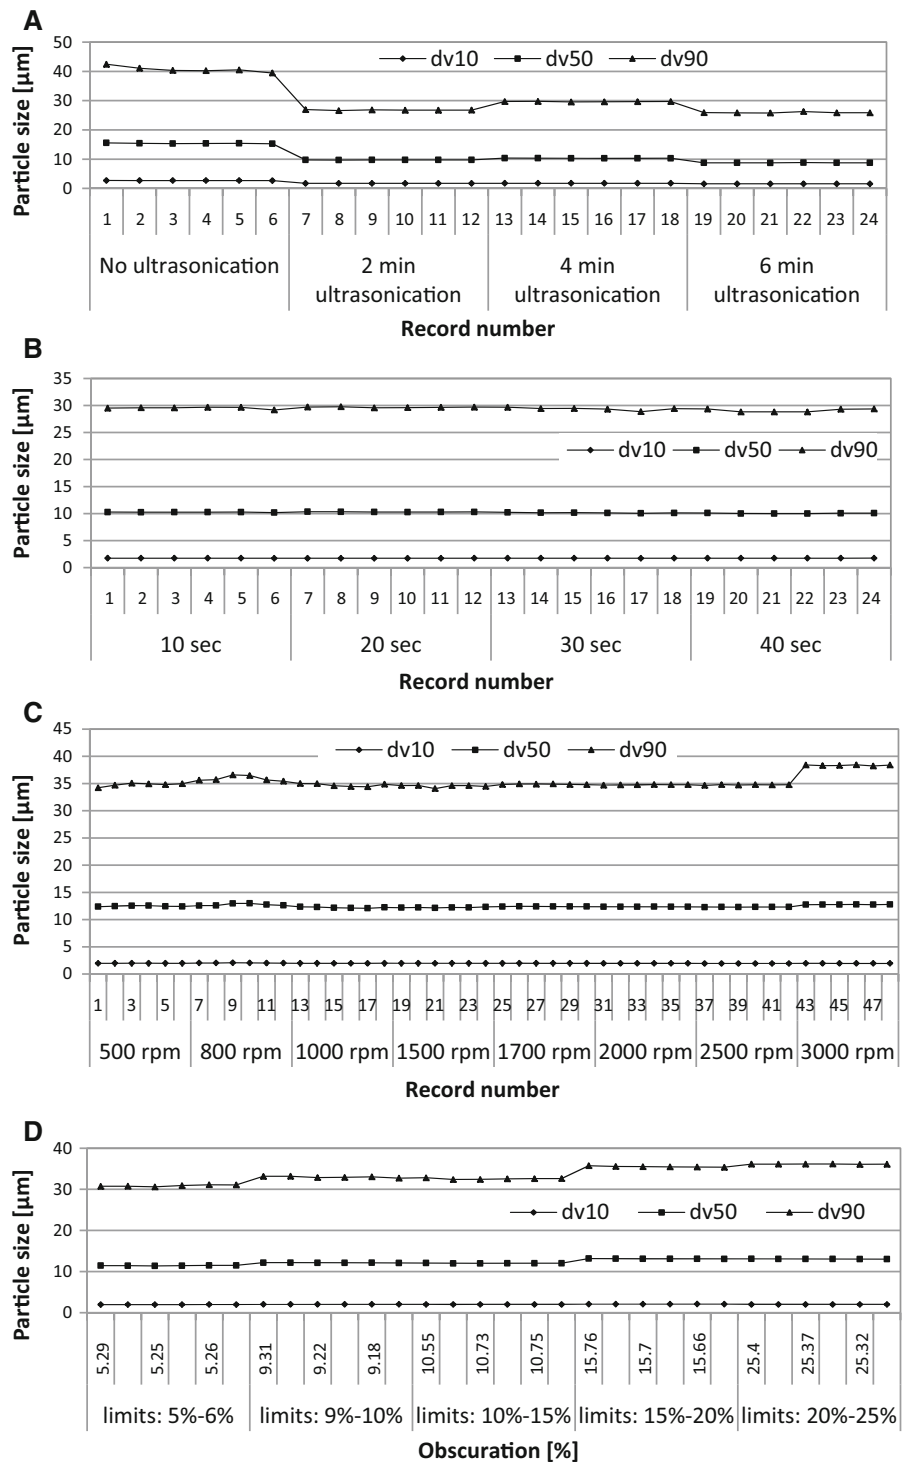 A
Particle size [µm]
50
40
30
20
10
0
dv10 dv50 dv90
1 2 3 4 5 6 7 8 9 10 11 12 13 14 15 16 17 18 19 20 21 22 23 24
No ultrasonication 2 min ultrasonication 4 min ultrasonication 6 min ultrasonication
Record number
B
Particle size [µm]
35
30
25
20
15
10
5
0
dv10 dv50 dv90
1 2 3 4 5 6 7 8 9 10 11 12 13 14 15 16 17 18 19 20 21 22 23 24
10 sec 20 sec 30 sec 40 sec
Record number
C
Particle size [µm]
45
40
35
30
25
20
15
10
5
0
dv10 dv50 dv90
1 3 5 7 9 11 13 15 17 19 21 23 25 27 29 31 33 35 37 39 41 43 45 47
500 rpm 800 rpm 1000 rpm 1500 rpm 1700 rpm 2000 rpm 2500 rpm 3000 rpm
Record number
D
Particle size [µm]
40
30
20
10
0
dv10 dv50 dv90
5.29 5.25 5.26 9.31 9.22 9.18 10.55 10.73 10.75 15.76 15.7 15.66 25.4 25.37 25.32
limits: 5%-6% limits: 9%-10% limits: 10%-15% limits: 15%-20% limits: 20%-25%
Obscuration [%]